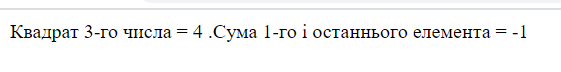 Квадрат 3-го числа = 4 .Сума 1-го і останнього елемента = -1